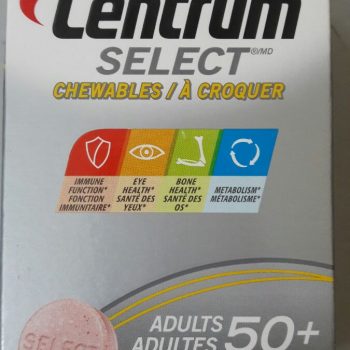 Centrum
SELECT®/MD
CHEWABLES / À CROQUER
IMMUNE
FUNCTION*
FONCTION
IMMUNITAIRE*
EYE
HEALTH*
SANTÉ DES
YEUX*
BONE
HEALTH*
SANTÉ DES
OS*
METABOLISM*
MÉTABOLISME*
SELECT
ADULTS
ADULTES
50+